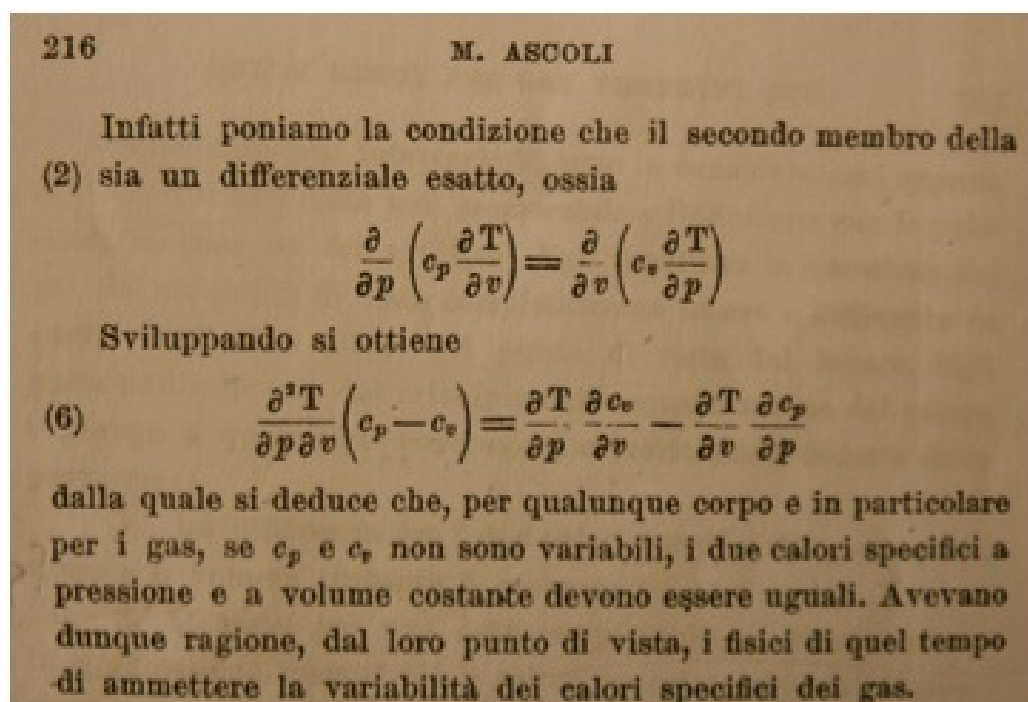 216 M. ASCOLI
Infatti poniamo la condizione che il secondo membro della
(2) sia un differenziale esatto, ossia
∂/∂p (c_p ∂T/∂v) = ∂/∂v (c_v ∂T/∂p)
Sviluppando si ottiene
(6) ∂²T/∂p∂v (c_p — c_v) = ∂T/∂p ∂c_v/∂v — ∂T/∂v ∂c_p/∂p
dalla quale si deduce che, per qualunque corpo e in particolare
per i gas, se c_p e c_v non sono variabili, i due calori specifici a
pressione e a volume costante devono essere uguali. Avevano
dunque ragione, dal loro punto di vista, i fisici di quel tempo
di ammettere la variabilità dei calori specifici dei gas.